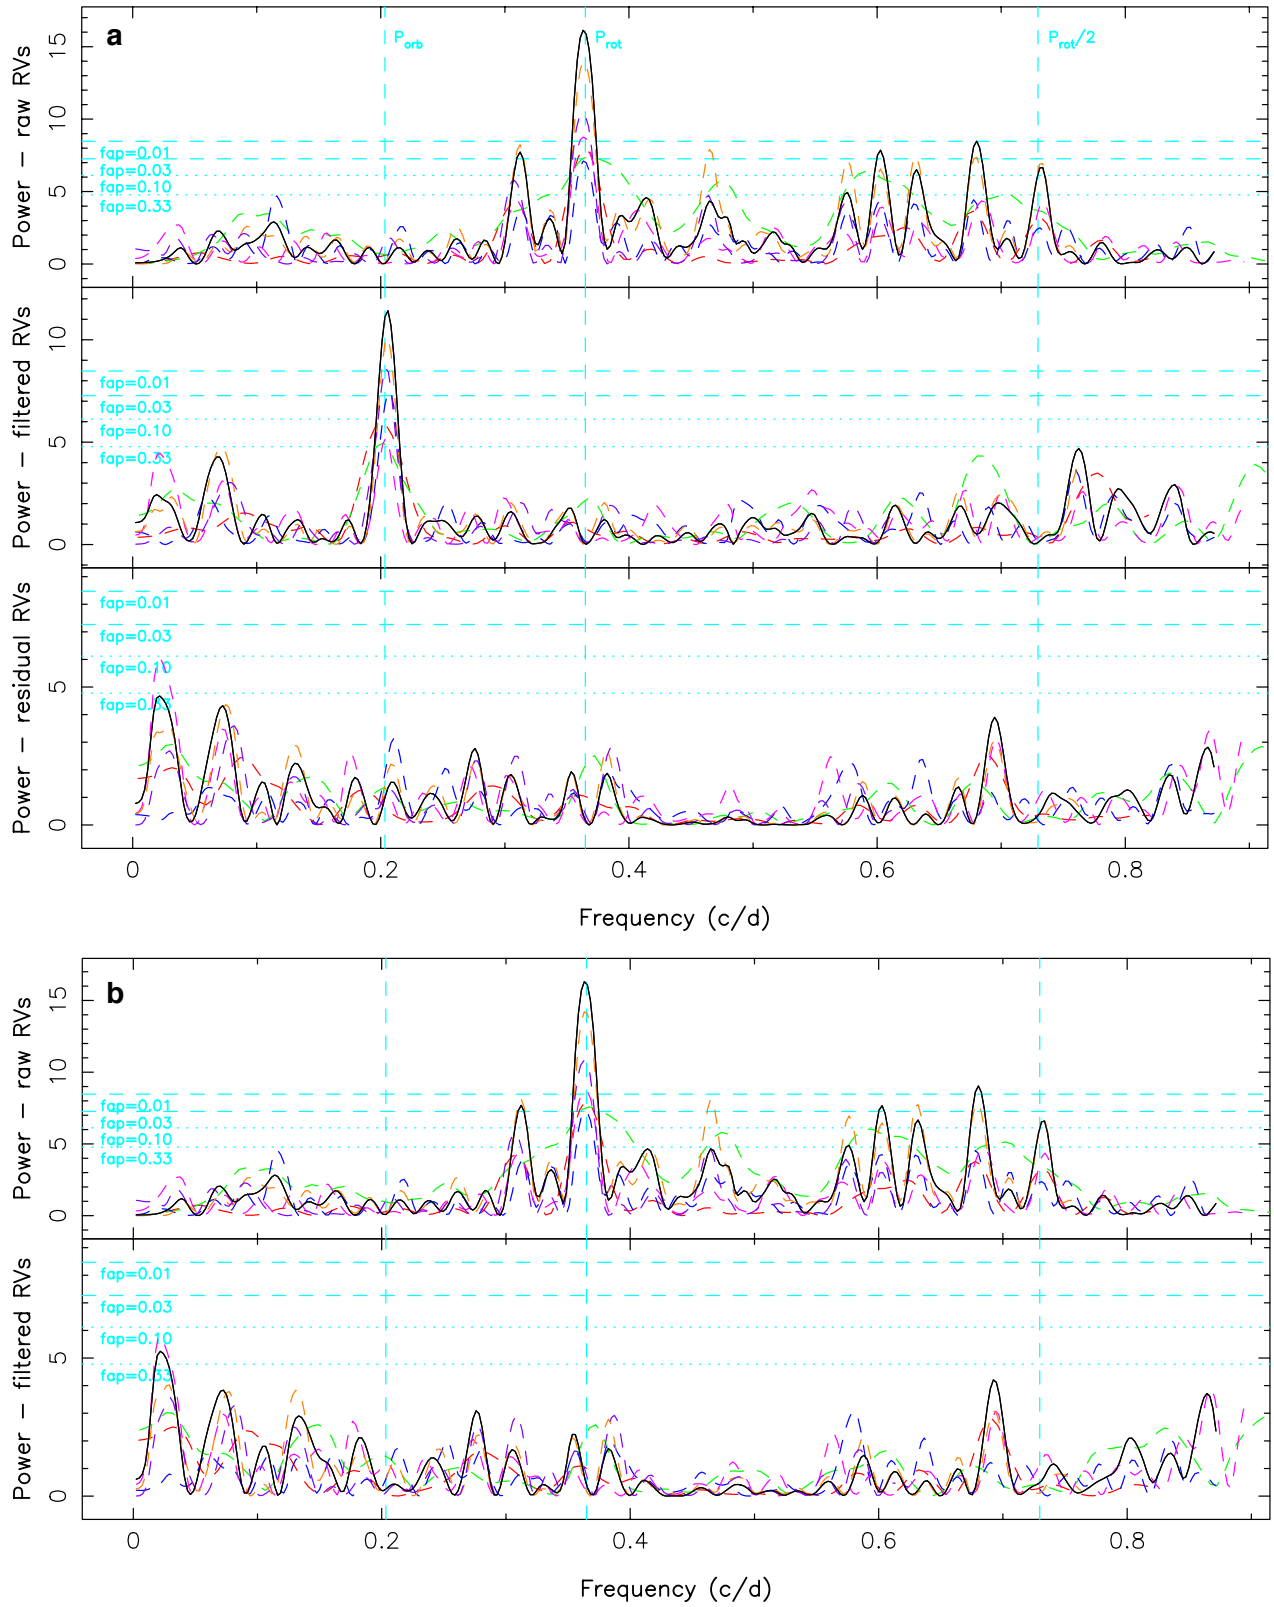 a
P_orb
P_rot
P_rot/2
Power – raw RVs
0 5 10 15
fap=0.01
fap=0.03
fap=0.10
fap=0.33
Power – filtered RVs
0 5 10
fap=0.01
fap=0.03
fap=0.10
fap=0.33
Power – residual RVs
0 5
fap=0.01
fap=0.03
fap=0.10
fap=0.33
0 0.2 0.4 0.6 0.8
Frequency (c/d)
b
Power – raw RVs
0 5 10 15
fap=0.01
fap=0.03
fap=0.10
fap=0.33
Power – filtered RVs
0 5
fap=0.01
fap=0.03
fap=0.10
fap=0.33
0 0.2 0.4 0.6 0.8
Frequency (c/d)